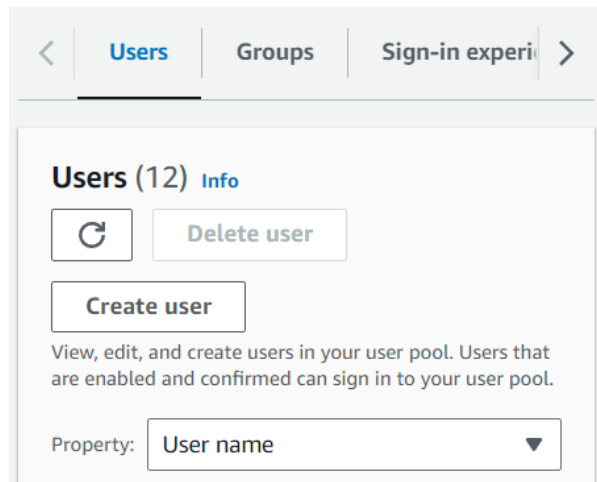 Users Groups Sign-in experi
Users (12) Info
Delete user
Create user
View, edit, and create users in your user pool. Users that
are enabled and confirmed can sign in to your user pool.
Property: User name